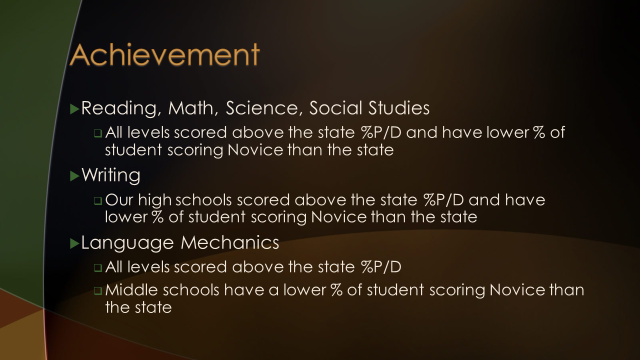 Achievement
Reading, Math, Science, Social Studies
All levels scored above the state %P/D and have lower % of
student scoring Novice than the state
Writing
Our high schools scored above the state %P/D and have
lower % of student scoring Novice than the state
Language Mechanics
All levels scored above the state %P/D
Middle schools have a lower % of student scoring Novice than
the state